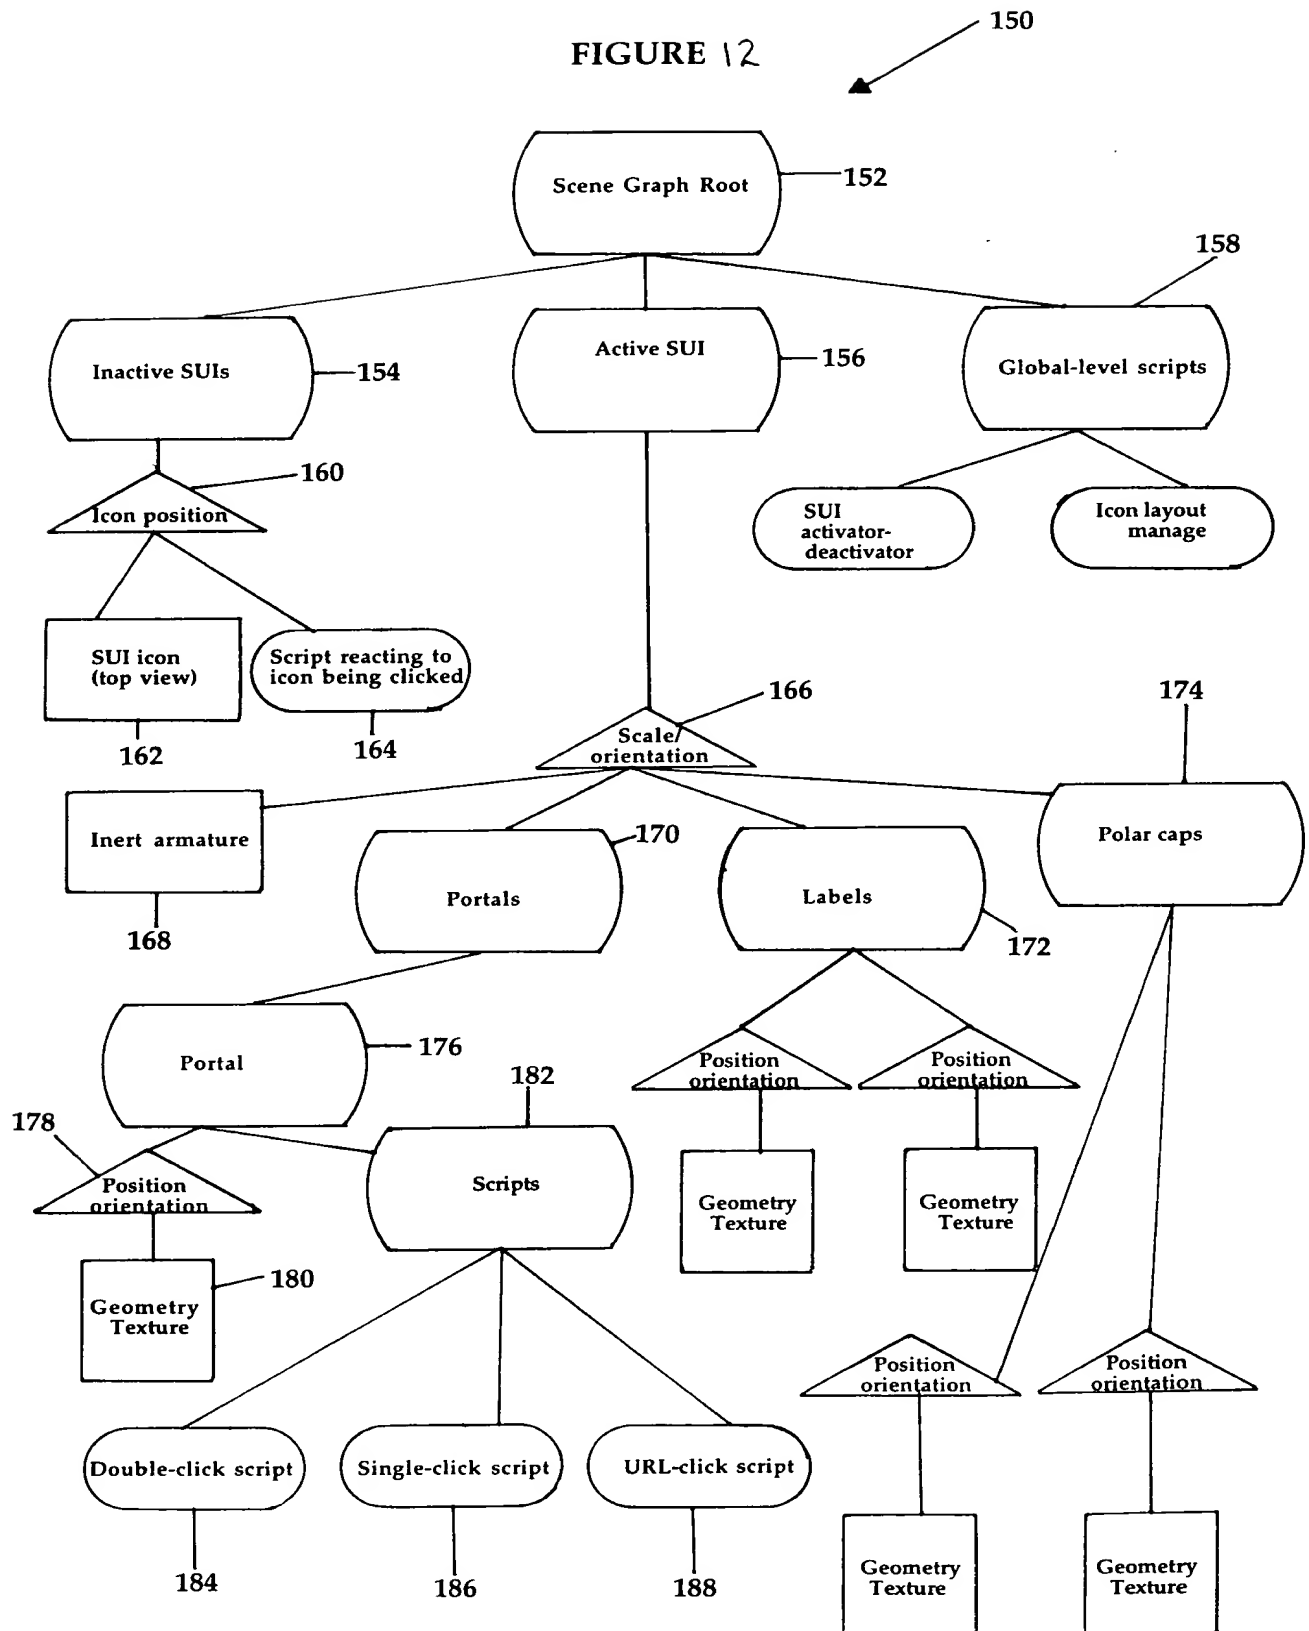 150
FIGURE 12
Scene Graph Root
152
158
Inactive SUIs
154
Active SUI
156
Global-level scripts
160
Icon position
SUI
activator-
deactivator
Icon layout
manage
SUI icon
(top view)
Script reacting to
icon being clicked
162
164
166
174
Scale/
orientation
Inert armature
168
170
Portals
Labels
172
Polar caps
Portal
176
182
Position
orientation
Position
orientation
178
Position
orientation
Scripts
Geometry
Texture
Geometry
Texture
180
Geometry
Texture
Position
orientation
Position
orientation
Double-click script
Single-click script
URL-click script
184
186
188
Geometry
Texture
Geometry
Texture